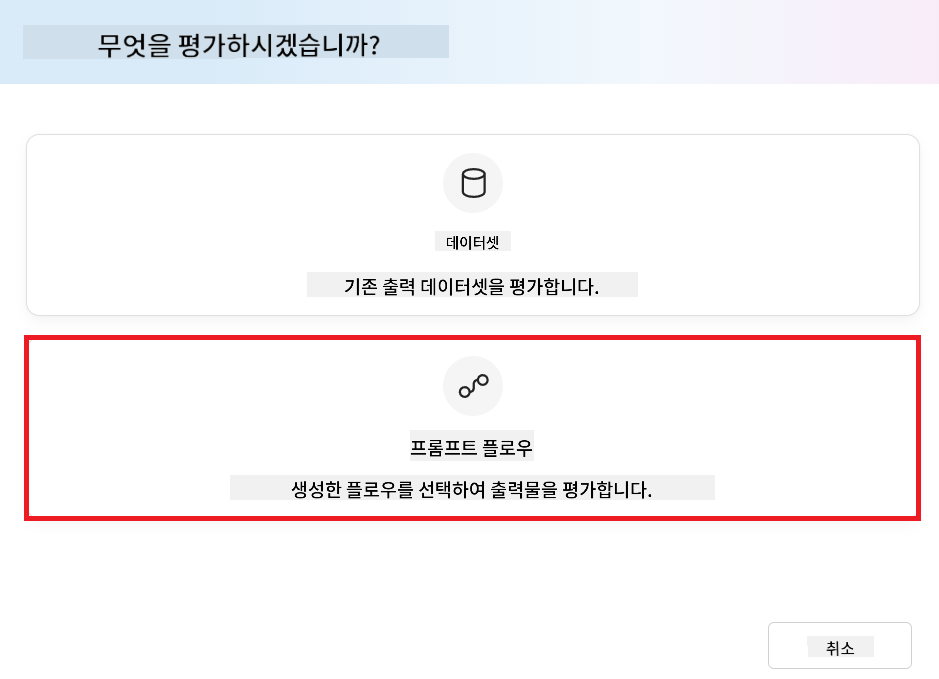 무엇을 평가하시겠습니까?
데이터셋
기존 출력 데이터셋을 평가합니다.
프롬프트 플로우
생성한 플로우를 선택하여 출력물을 평가합니다.
취소